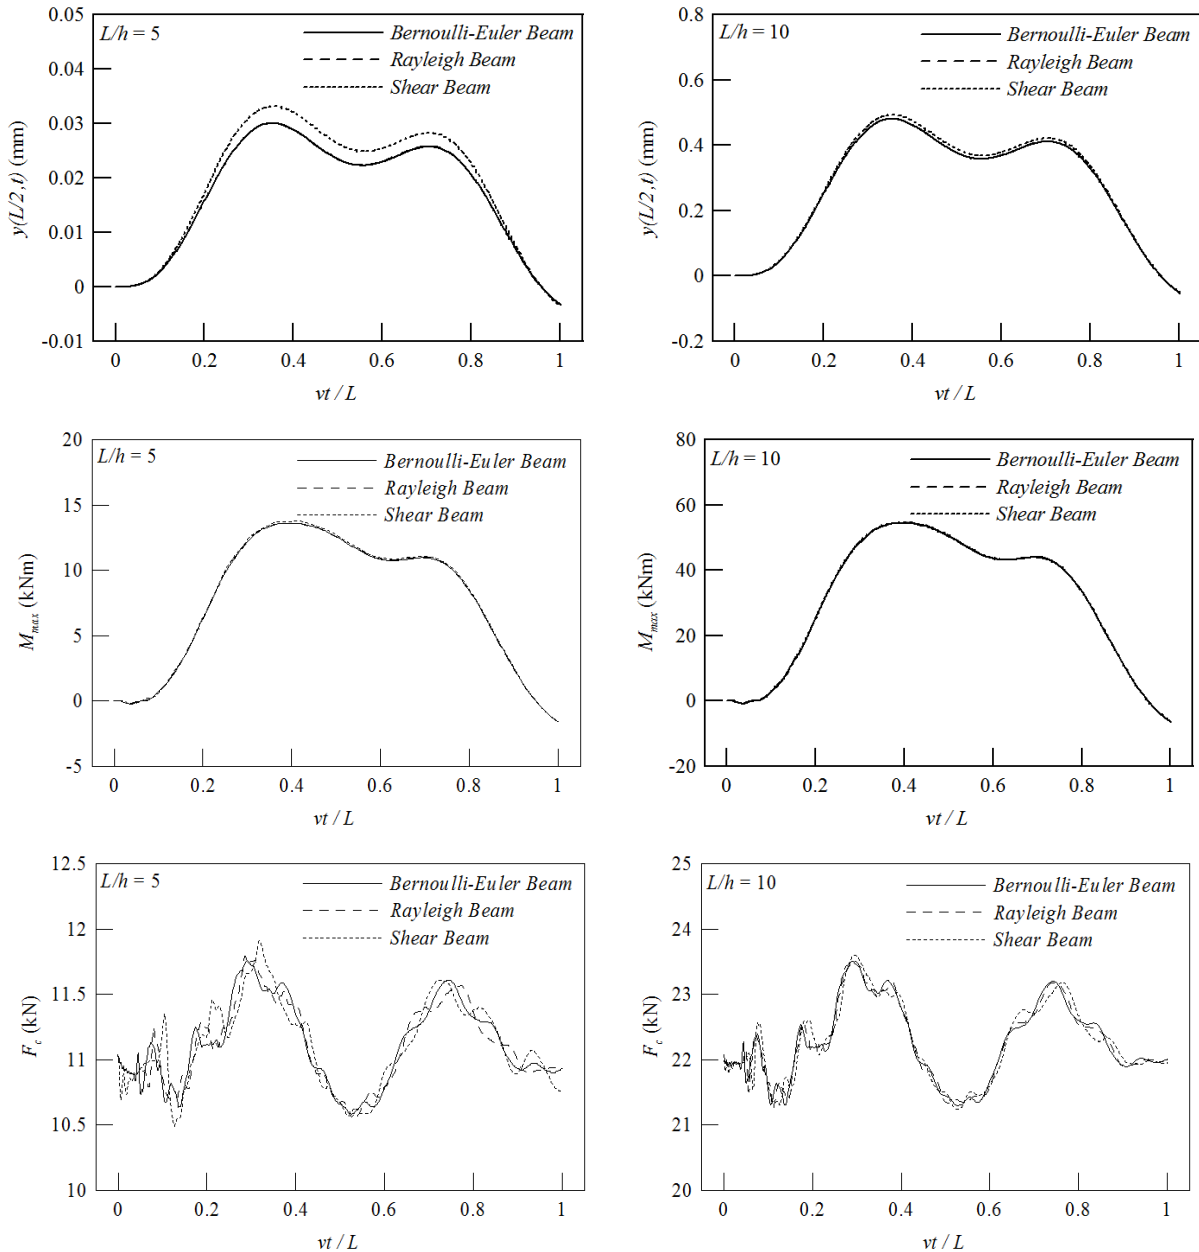 L/h = 5
Bernoulli-Euler Beam
Rayleigh Beam
Shear Beam
0.05
0.04
0.03
0.02
0.01
0
-0.01
y(L/2,t) (mm)
0 0.2 0.4 0.6 0.8 1
vt / L
L/h = 10
Bernoulli-Euler Beam
Rayleigh Beam
Shear Beam
0.8
0.6
0.4
0.2
0
-0.2
y(L/2,t) (mm)
0 0.2 0.4 0.6 0.8 1
vt / L
L/h = 5
Bernoulli-Euler Beam
Rayleigh Beam
Shear Beam
20
15
10
5
0
-5
M_max (kNm)
0 0.2 0.4 0.6 0.8 1
vt / L
L/h = 10
Bernoulli-Euler Beam
Rayleigh Beam
Shear Beam
80
60
40
20
0
-20
M_max (kNm)
0 0.2 0.4 0.6 0.8 1
vt / L
L/h = 5
Bernoulli-Euler Beam
Rayleigh Beam
Shear Beam
12.5
12
11.5
11
10.5
10
F_c (kN)
0 0.2 0.4 0.6 0.8 1
vt / L
L/h = 10
Bernoulli-Euler Beam
Rayleigh Beam
Shear Beam
25
24
23
22
21
20
F_c (kN)
0 0.2 0.4 0.6 0.8 1
vt / L